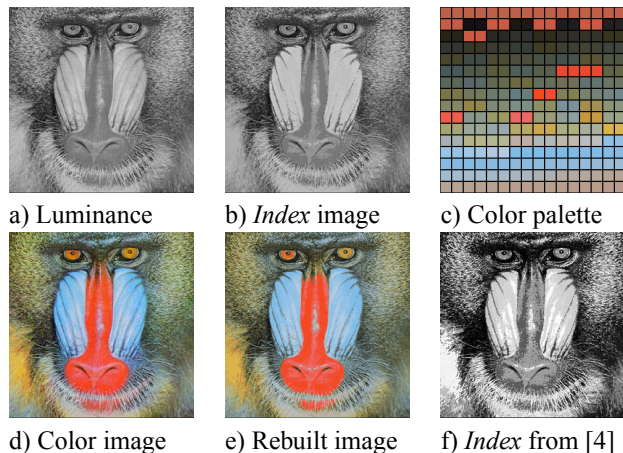 a) Luminance
b) Index image
c) Color palette
d) Color image
e) Rebuilt image
f) Index from [4]